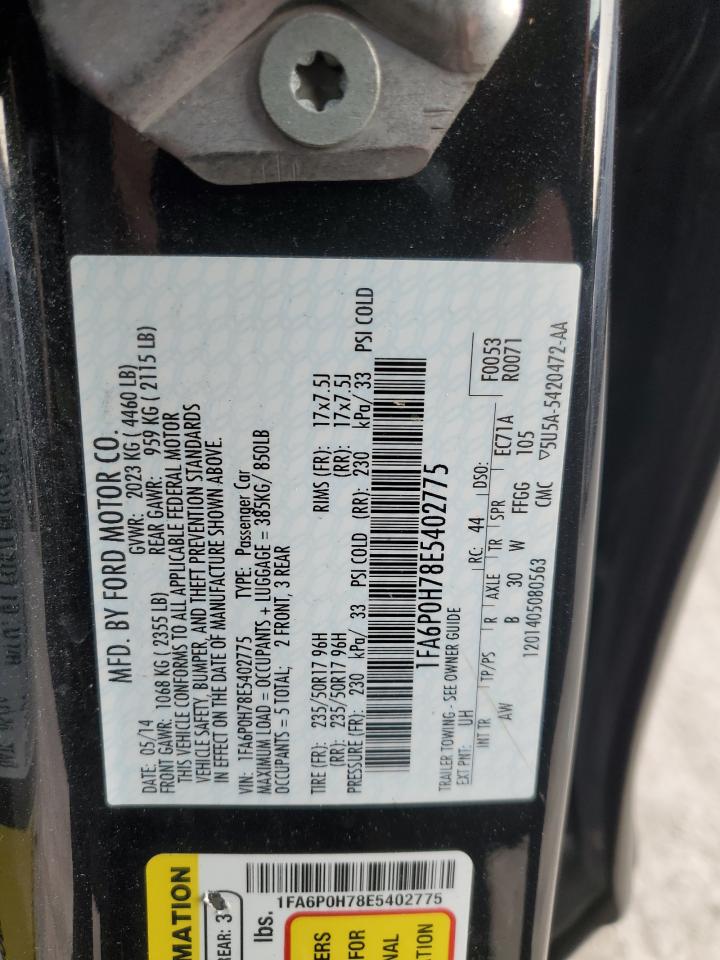 MFD. BY FORD MOTOR CO.
DATE: 05/14 GVWR: 2023 KG ( 4460 LB)
FRONT GAWR: 1068 KG ( 2355 LB) REAR GAWR: 959 KG ( 2115 LB)
THIS VEHICLE CONFORMS TO ALL APPLICABLE FEDERAL MOTOR
VEHICLE SAFETY, BUMPER, AND THEFT PREVENTION STANDARDS
IN EFFECT ON THE DATE OF MANUFACTURE SHOWN ABOVE.
VIN: 1FA6P0H78E5402775 TYPE: Passenger Car
MAXIMUM LOAD = OCCUPANTS + LUGGAGE = 385KG/ 850LB
OCCUPANTS = 5 TOTAL; 2 FRONT, 3 REAR
TIRE (FR): 235/50R17 96H RIMS (FR): 17x7.5J
(RR): 235/50R17 96H (RR): 17x7.5J
PRESSURE (FR): 230 kPa/ 33 PSI COLD (RR): 230 kPa/ 33 PSI COLD
1FA6P0H78E5402775
TRAILER TOWING - SEE OWNER GUIDE
EXT PNT: UH RC: 44 DSO: F0053
R0071
INT TR TP/PS R AXLE TR SPR EC71A
AW B 30 W FFGG 105
1201405080563 CMC ▽5U5A-5420472-AA
MATION
REAR: 3
lbs.
1FA6P0H78E5402775
ERS
FOR
NAL
TION